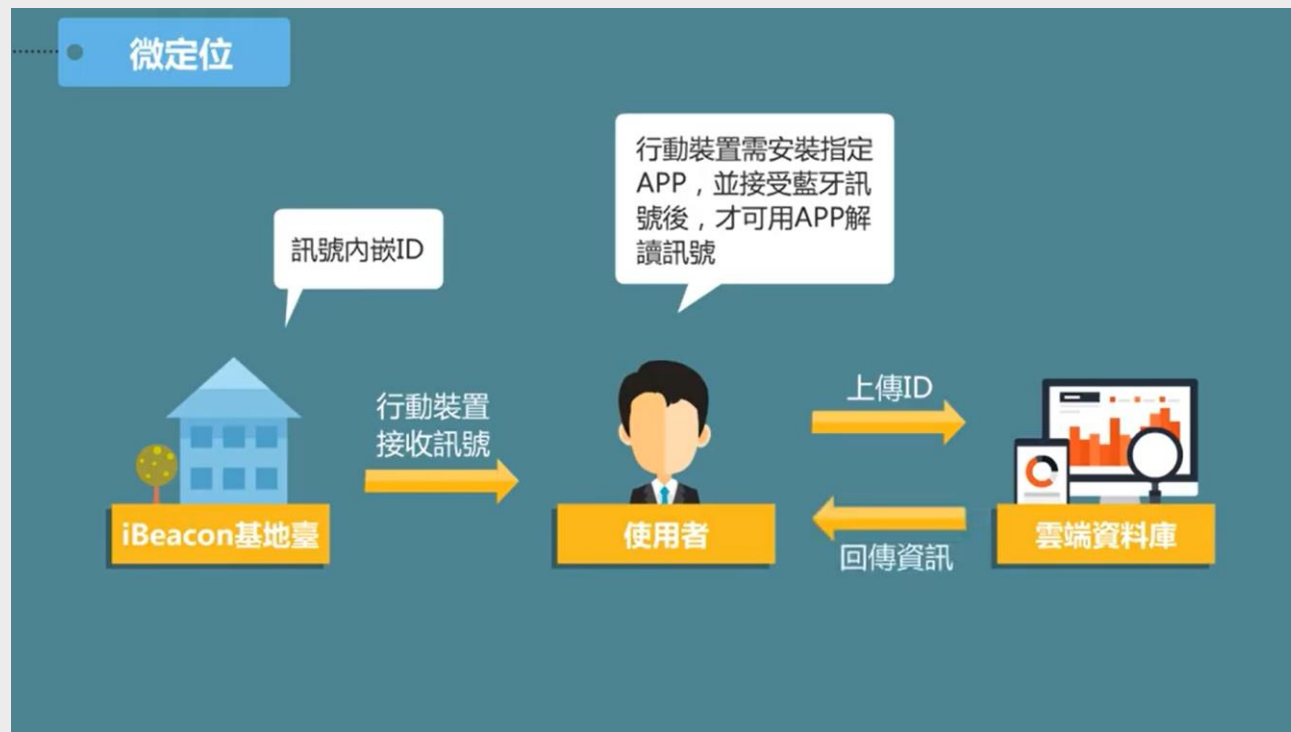 微定位
行動裝置需安裝指定
APP，並接受藍牙訊
號後，才可用APP解
讀訊號
訊號內嵌ID
行動裝置
接收訊號
上傳ID
iBeacon基地臺
使用者
回傳資訊
雲端資料庫